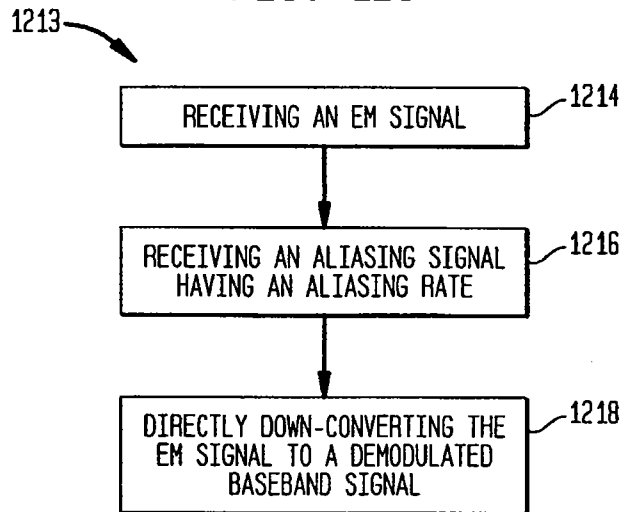 1213
RECEIVING AN EM SIGNAL
1214
RECEIVING AN ALIASING SIGNAL
HAVING AN ALIASING RATE
1216
DIRECTLY DOWN-CONVERTING THE
EM SIGNAL TO A DEMODULATED
BASEBAND SIGNAL
1218